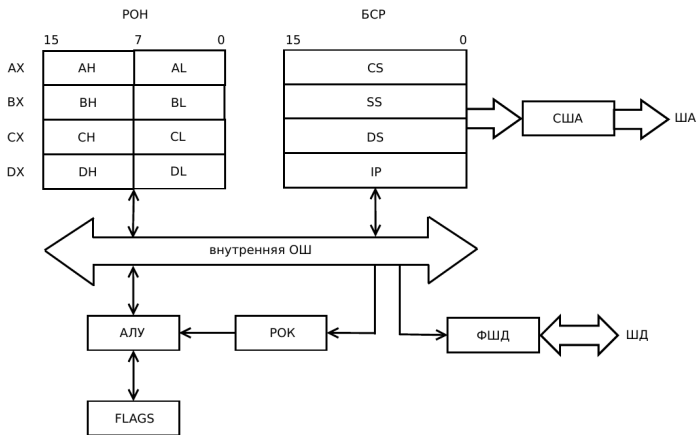 РОН БСР
15 7 0 15 0
AX AH AL CS
BX BH BL SS США ША
CX CH CL DS
DX DH DL IP
внутренняя ОШ
АЛУ РОК ФШД ШД
FLAGS